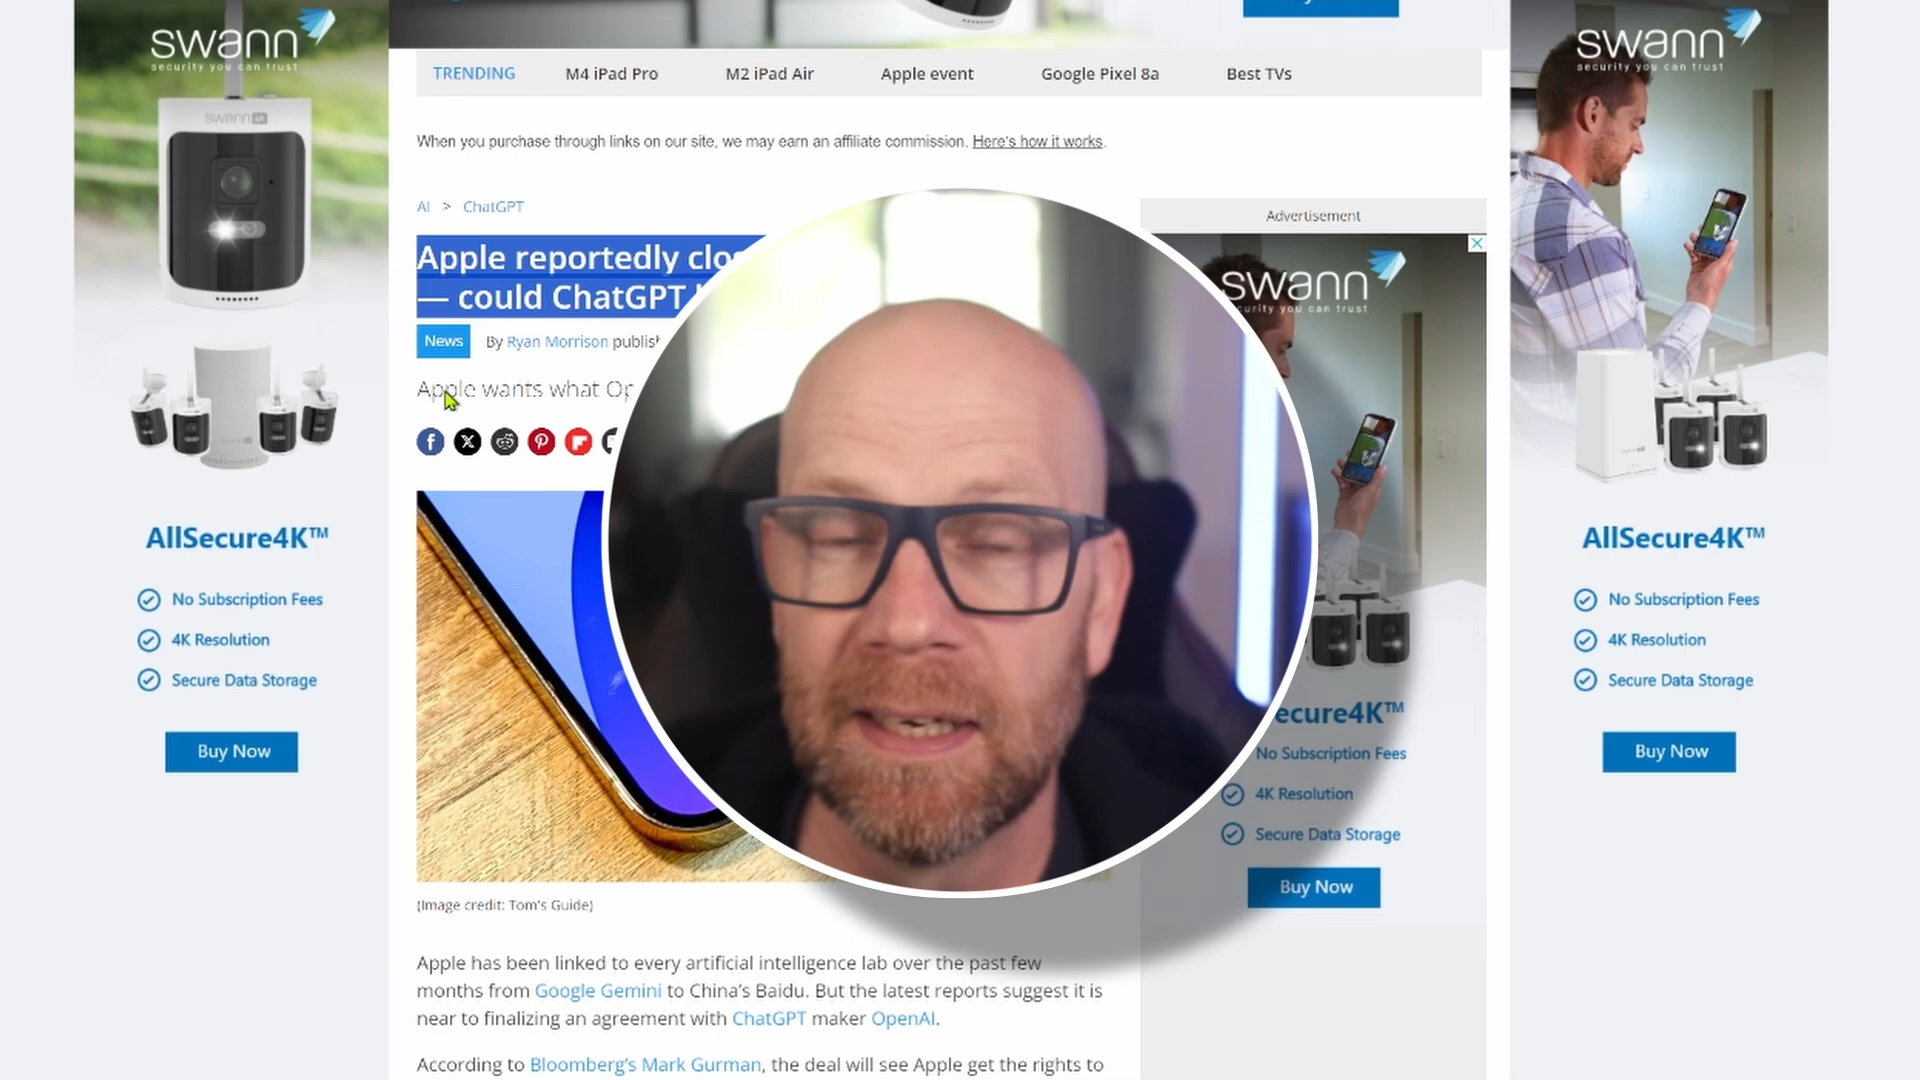 swann
security you can trust
swann 4K
AllSecure4K™
No Subscription Fees
4K Resolution
Secure Data Storage
Buy Now
TRENDING M4 iPad Pro M2 iPad Air Apple event Google Pixel 8a Best TVs
When you purchase through links on our site, we may earn an affiliate commission. Here's how it works.
AI > ChatGPT
Apple reportedly clo
— could ChatGPT
News By Ryan Morrison publish
Apple wants what Op
(Image credit: Tom's Guide)
Apple has been linked to every artificial intelligence lab over the past few
months from Google Gemini to China's Baidu. But the latest reports suggest it is
near to finalizing an agreement with ChatGPT maker OpenAI.
According to Bloomberg's Mark Gurman, the deal will see Apple get the rights to
Advertisement
swann
curity you can trust
ecure4K™
No Subscription Fees
4K Resolution
Secure Data Storage
Buy Now
swann
security you can trust
AllSecure4K™
No Subscription Fees
4K Resolution
Secure Data Storage
Buy Now